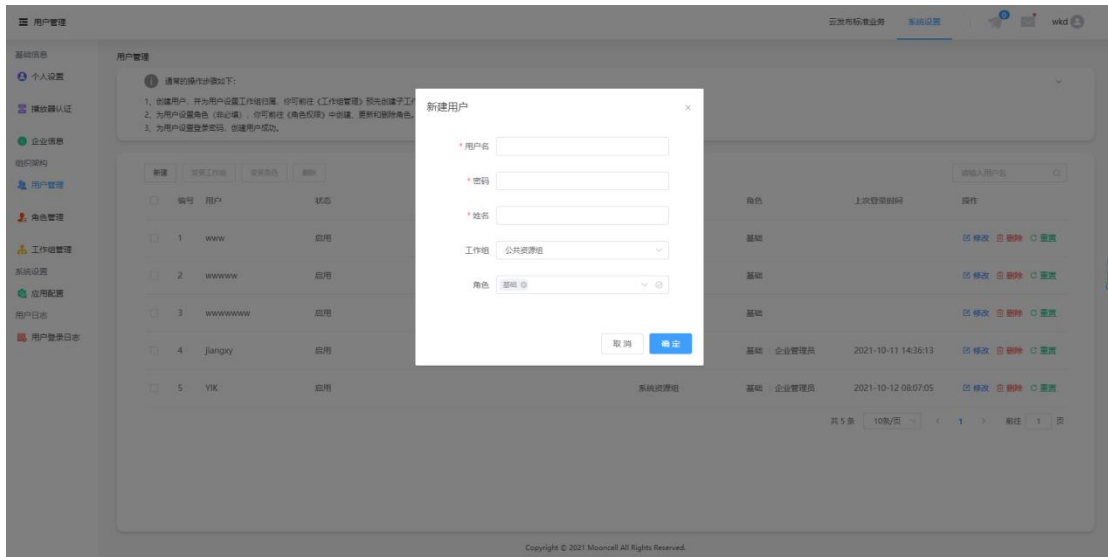 用户管理
云发布标准业务
系统设置
0
wkd
基础信息
个人设置
播放器认证
企业信息
组织架构
用户管理
角色管理
工作组管理
系统设置
应用配置
用户日志
用户登录日志
用户管理
通常的操作步骤如下:
1、创建用户，并为用户设置工作组归属，你可前往《工作组管理》预先创建子工作
2、为用户设置角色（非必填），你可前往《角色权限》中创建、更新和删除角色。
3、为用户设置登录密码，创建用户成功。
新建 变更工作组 变更角色 删除
请输入用户名
编号 用户 状态 角色 上次登录时间 操作
1 www 启用 基础 修改 删除 重置
2 wwwww 启用 基础 修改 删除 重置
3 wwwwwww 启用 基础 修改 删除 重置
4 jiangxy 启用 基础 企业管理员 2021-10-11 14:36:13 修改 删除 重置
5 YIK 启用 系统资源组 基础 企业管理员 2021-10-12 08:07:05 修改 删除 重置
共 5 条 10条/页 < 1 > 前往 1 页
新建用户 ×
* 用户名
* 密码
* 姓名
工作组 公共资源组
角色 基础
取消 确定
Copyright © 2021 Mooncell All Rights Reserved.